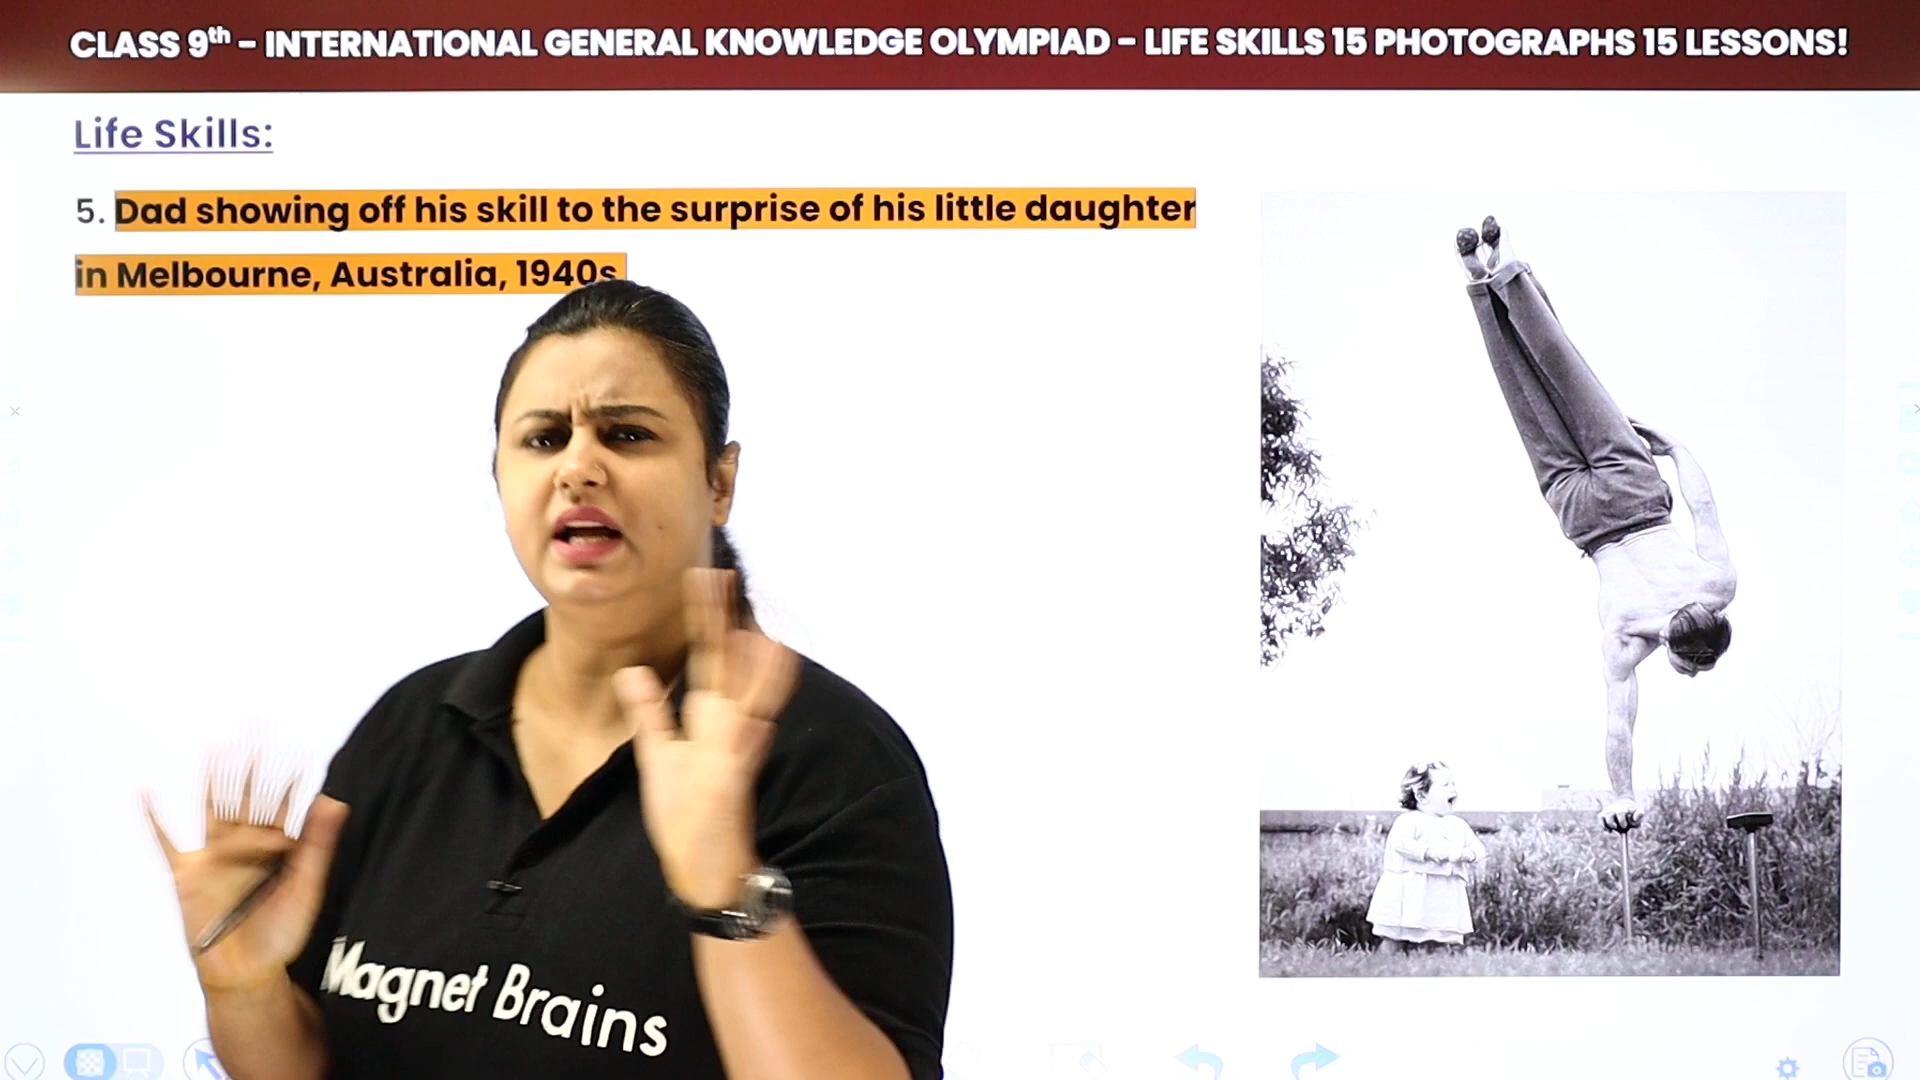 CLASS 9th - INTERNATIONAL GENERAL KNOWLEDGE OLYMPIAD - LIFE SKILLS 15 PHOTOGRAPHS 15 LESSONS!
Life Skills:
5. Dad showing off his skill to the surprise of his little daughter
in Melbourne, Australia, 1940s
Magnet Brains